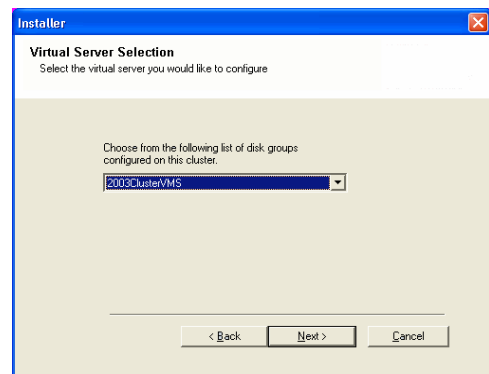 Installer
Virtual Server Selection
Select the virtual server you would like to configure
Choose from the following list of disk groups
configured on this cluster.
2003ClusterVMS
< Back Next > Cancel